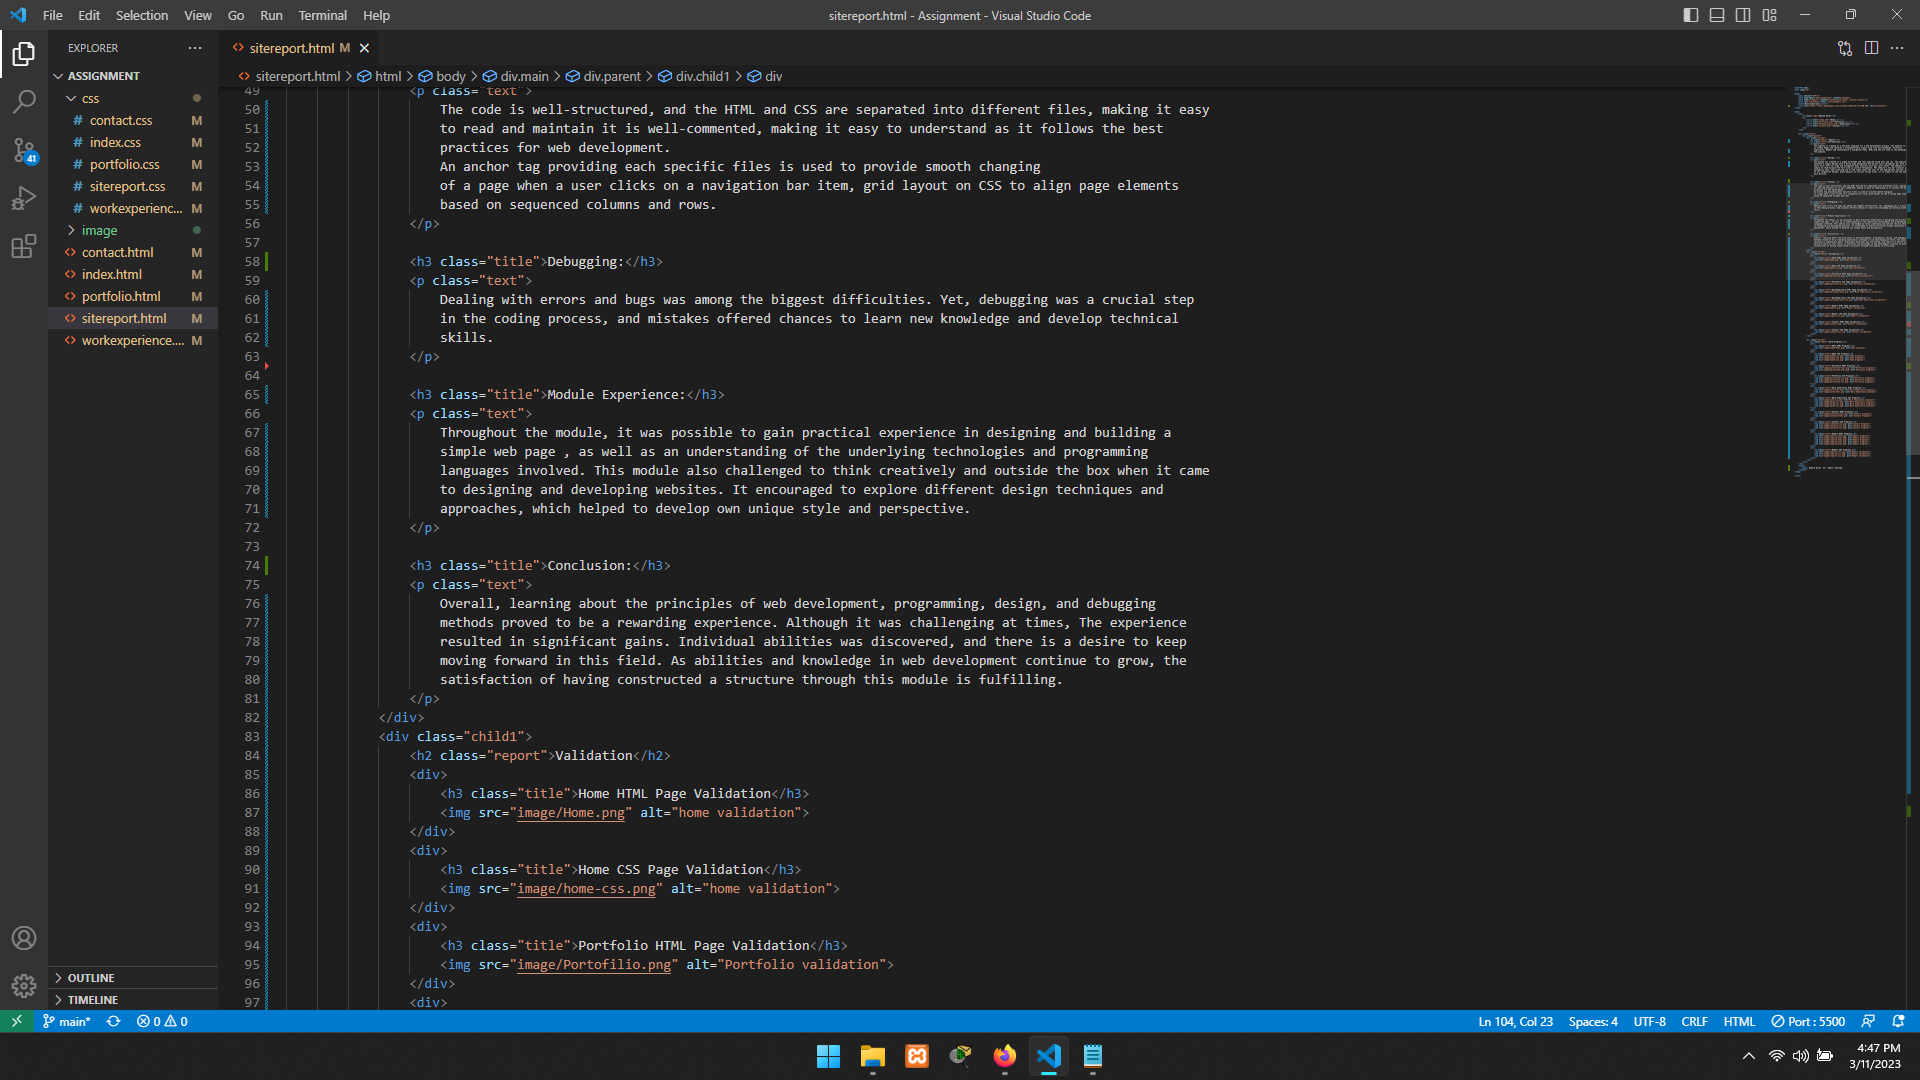 File Edit Selection View Go Run Terminal Help
sitereport.html - Assignment - Visual Studio Code
EXPLORER
ASSIGNMENT
css
# contact.css M
# index.css M
# portfolio.css M
# sitereport.css M
# workexperienc... M
image
<> contact.html M
<> index.html M
<> portfolio.html M
<> sitereport.html M
<> workexperience.... M
41
OUTLINE
TIMELINE
<> sitereport.html M
<> sitereport.html > html > body > div.main > div.parent > div.child1 > div
49 <p class="text">
50 The code is well-structured, and the HTML and CSS are separated into different files, making it easy
51 to read and maintain it is well-commented, making it easy to understand as it follows the best
52 practices for web development.
53 An anchor tag providing each specific files is used to provide smooth changing
54 of a page when a user clicks on a navigation bar item, grid layout on CSS to align page elements
55 based on sequenced columns and rows.
56 </p>
57
58 <h3 class="title">Debugging:</h3>
59 <p class="text">
60 Dealing with errors and bugs was among the biggest difficulties. Yet, debugging was a crucial step
61 in the coding process, and mistakes offered chances to learn new knowledge and develop technical
62 skills.
63 </p>
64
65 <h3 class="title">Module Experience:</h3>
66 <p class="text">
67 Throughout the module, it was possible to gain practical experience in designing and building a
68 simple web page , as well as an understanding of the underlying technologies and programming
69 languages involved. This module also challenged to think creatively and outside the box when it came
70 to designing and developing websites. It encouraged to explore different design techniques and
71 approaches, which helped to develop own unique style and perspective.
72 </p>
73
74 <h3 class="title">Conclusion:</h3>
75 <p class="text">
76 Overall, learning about the principles of web development, programming, design, and debugging
77 methods proved to be a rewarding experience. Although it was challenging at times, The experience
78 resulted in significant gains. Individual abilities was discovered, and there is a desire to keep
79 moving forward in this field. As abilities and knowledge in web development continue to grow, the
80 satisfaction of having constructed a structure through this module is fulfilling.
81 </p>
82 </div>
83 <div class="child1">
84 <h2 class="report">Validation</h2>
85 <div>
86 <h3 class="title">Home HTML Page Validation</h3>
87 <img src="image/Home.png" alt="home validation">
88 </div>
89 <div>
90 <h3 class="title">Home CSS Page Validation</h3>
91 <img src="image/home-css.png" alt="home validation">
92 </div>
93 <div>
94 <h3 class="title">Portfolio HTML Page Validation</h3>
95 <img src="image/Portofilio.png" alt="Portfolio validation">
96 </div>
97 <div>
main* 0 0
Ln 104, Col 23 Spaces: 4 UTF-8 CRLF HTML Port : 5500
4:47 PM
3/11/2023